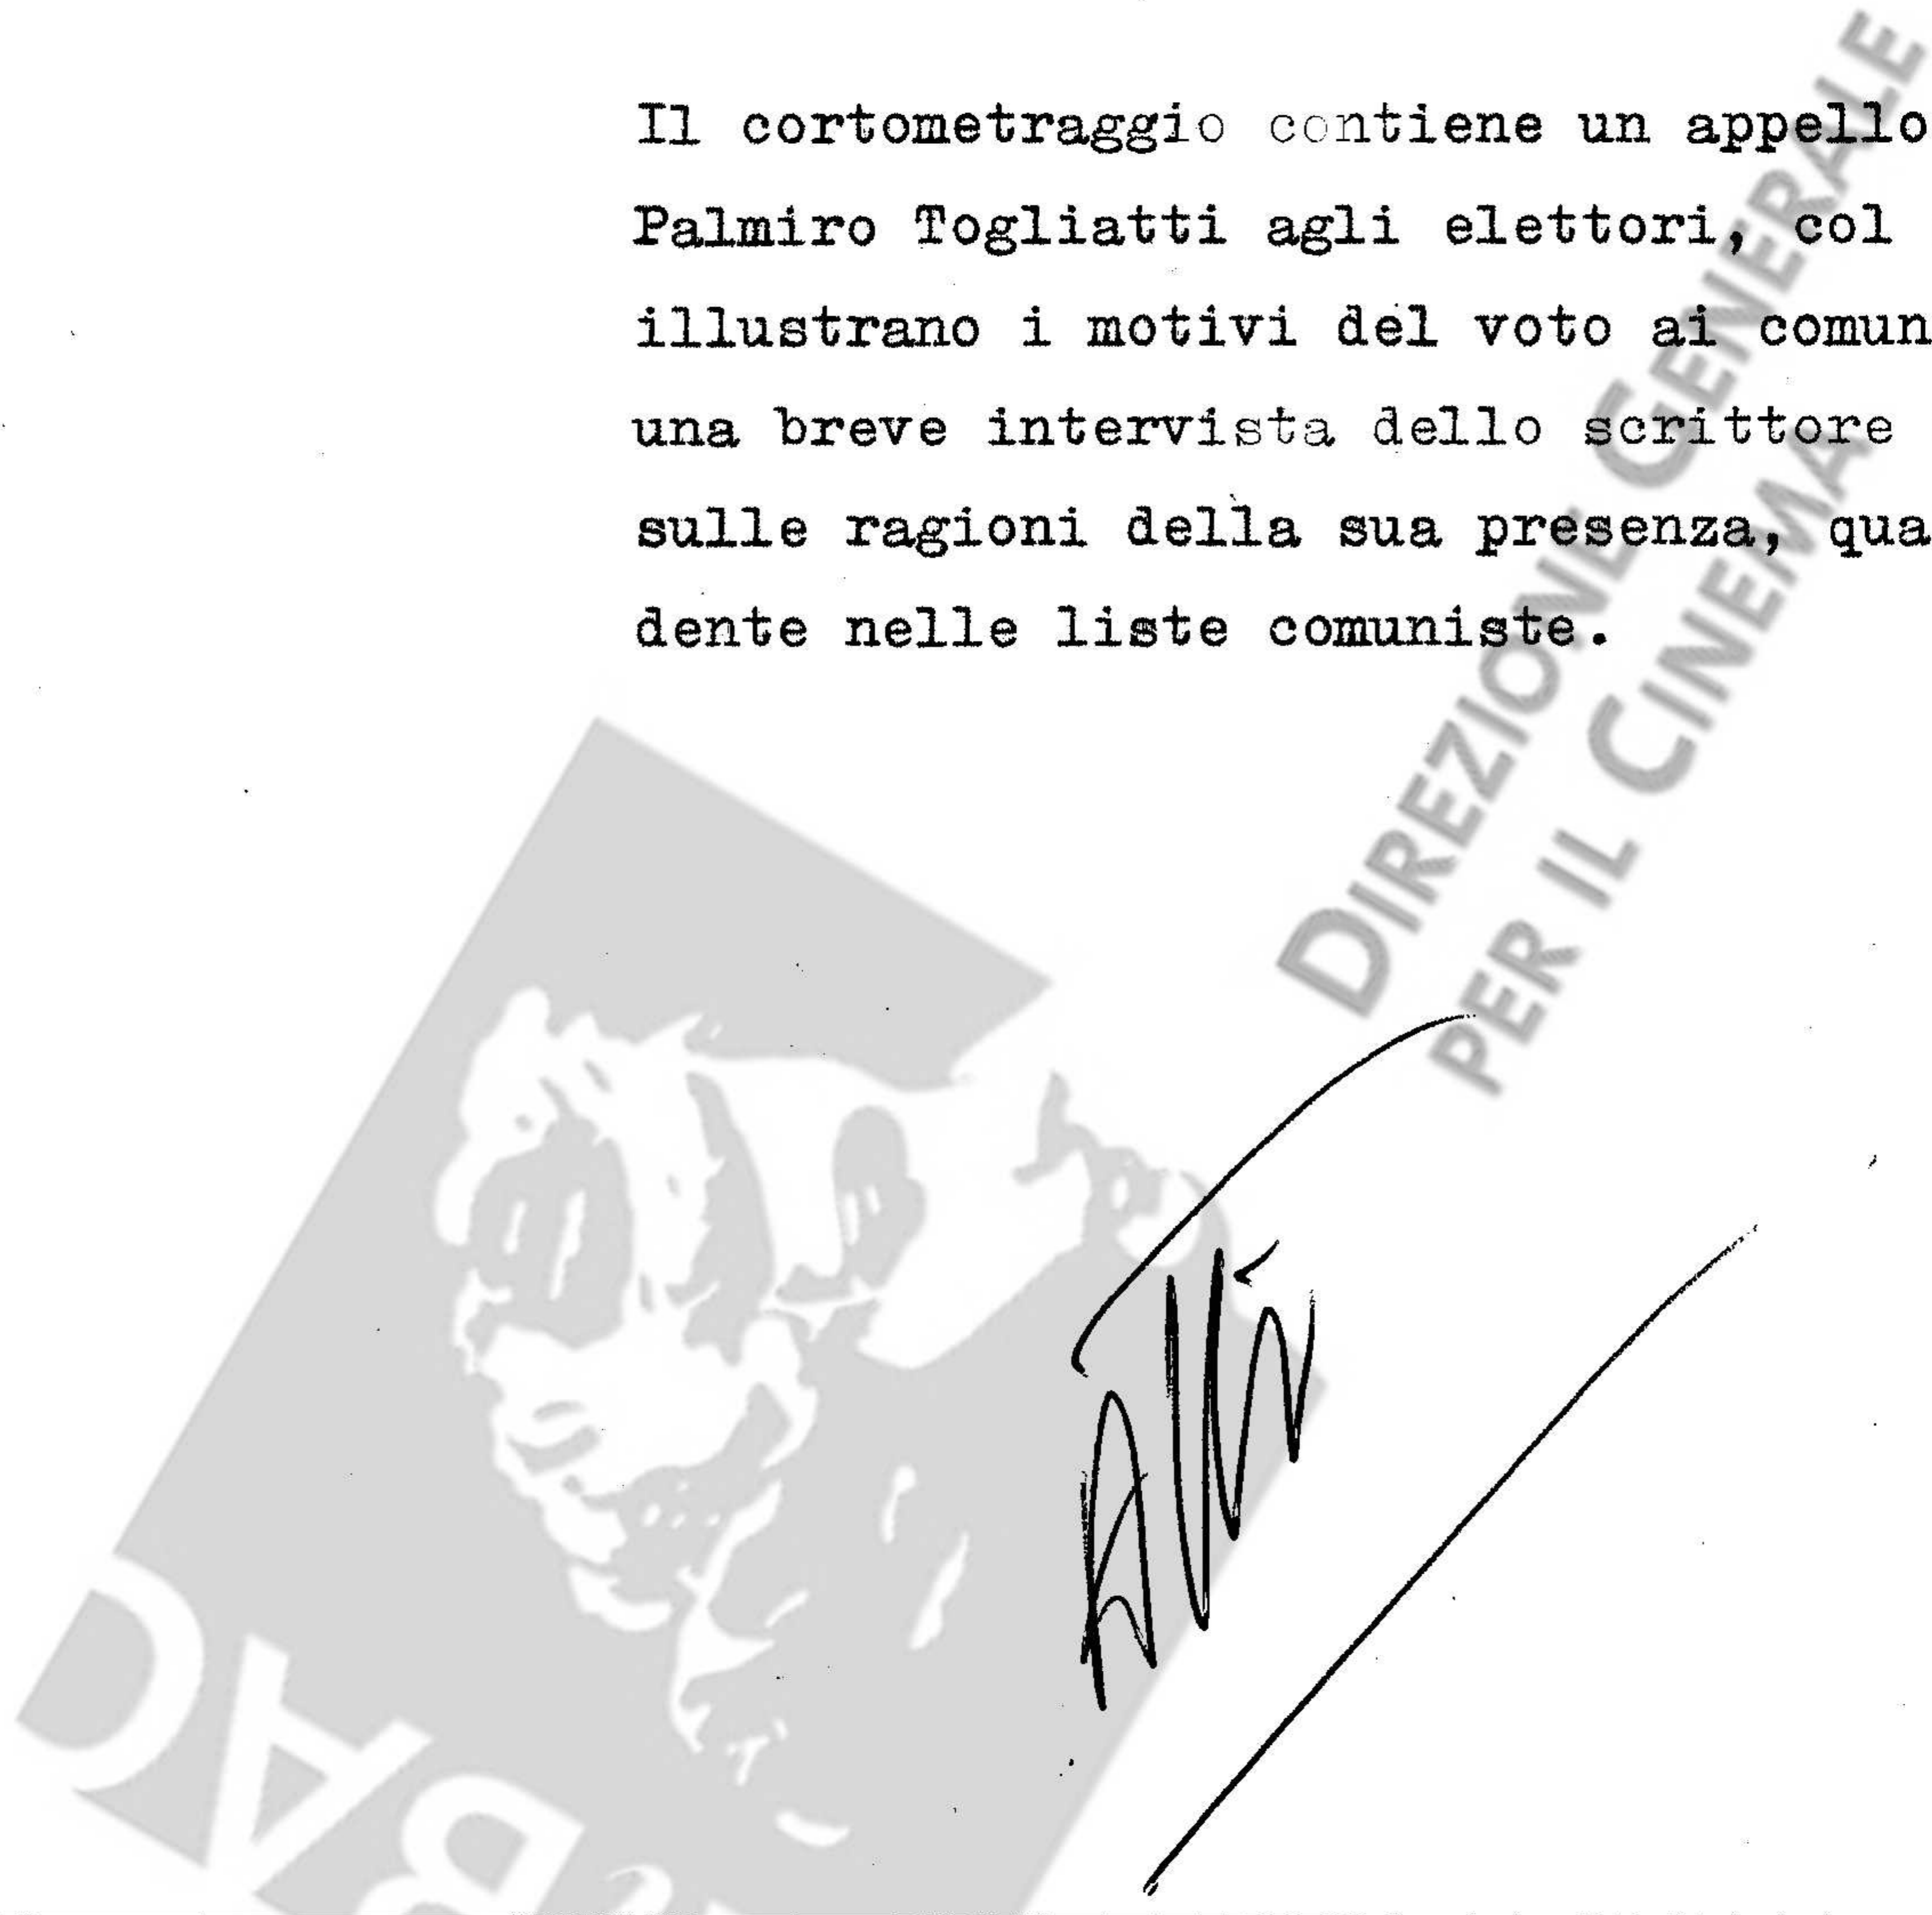 Il cortometraggio contiene un appello
Palmiro Togliatti agli elettori, col
illustrano i motivi del voto ai comun
una breve intervista dello scrittore
sulle ragioni della sua presenza, qua
dente nelle liste comuniste.
DIREZIONE GENERALE
PER IL CINEMA
BAC